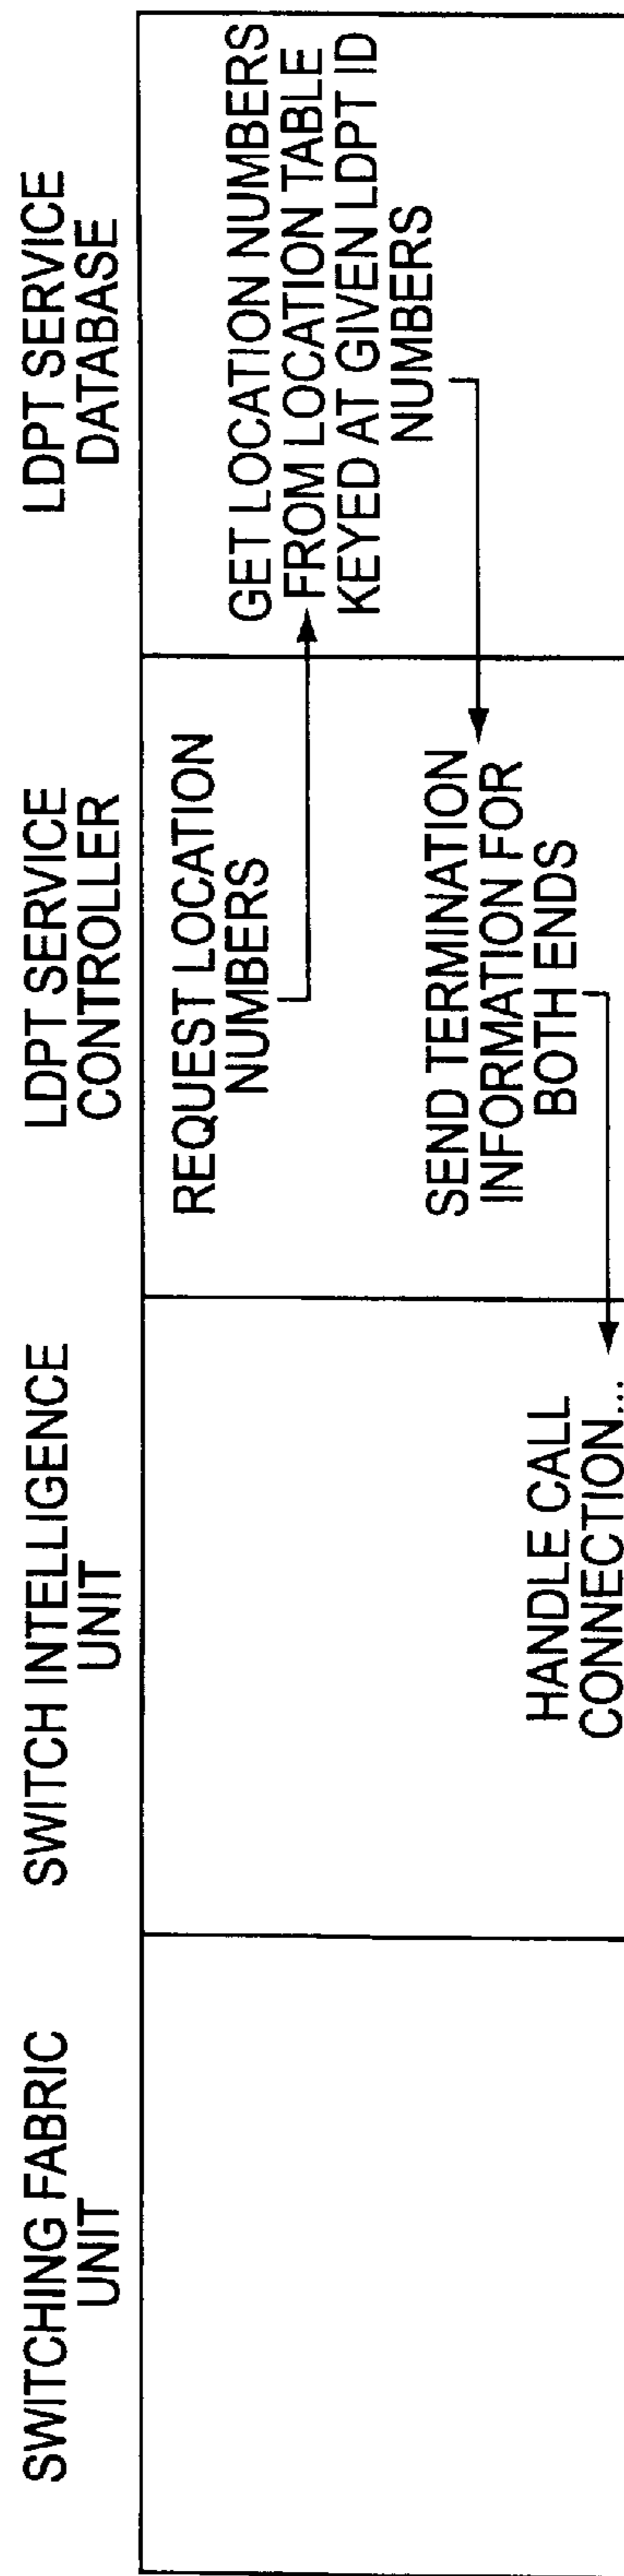 SWITCHING FABRIC
UNIT
SWITCH INTELLIGENCE
UNIT
LDPT SERVICE
CONTROLLER
LDPT SERVICE
DATABASE
REQUEST LOCATION
NUMBERS
GET LOCATION NUMBERS
FROM LOCATION TABLE
KEYED AT GIVEN LDPT ID
NUMBERS
SEND TERMINATION
INFORMATION FOR
BOTH ENDS
HANDLE CALL
CONNECTION...